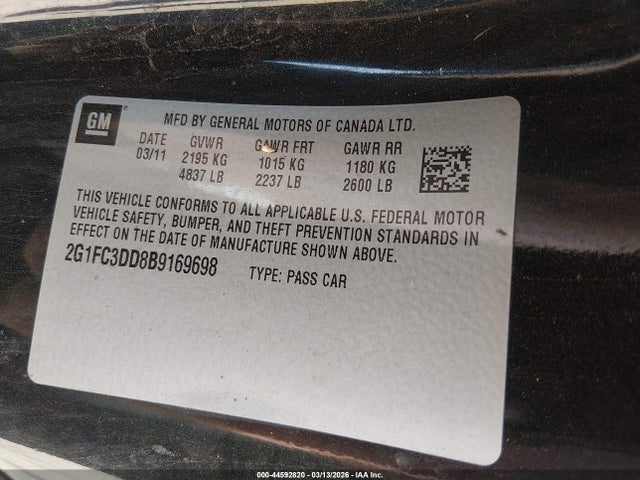 GM
MFD BY GENERAL MOTORS OF CANADA LTD.
DATE GVWR GAWR FRT GAWR RR
03/11 2195 KG 1015 KG 1180 KG
4837 LB 2237 LB 2600 LB
THIS VEHICLE CONFORMS TO ALL APPLICABLE U.S. FEDERAL MOTOR
VEHICLE SAFETY, BUMPER, AND THEFT PREVENTION STANDARDS IN
EFFECT ON THE DATE OF MANUFACTURE SHOWN ABOVE.
2G1FC3DD8B9169698 TYPE: PASS CAR
000-44592820 - 03/13/2026 - IAA Inc.